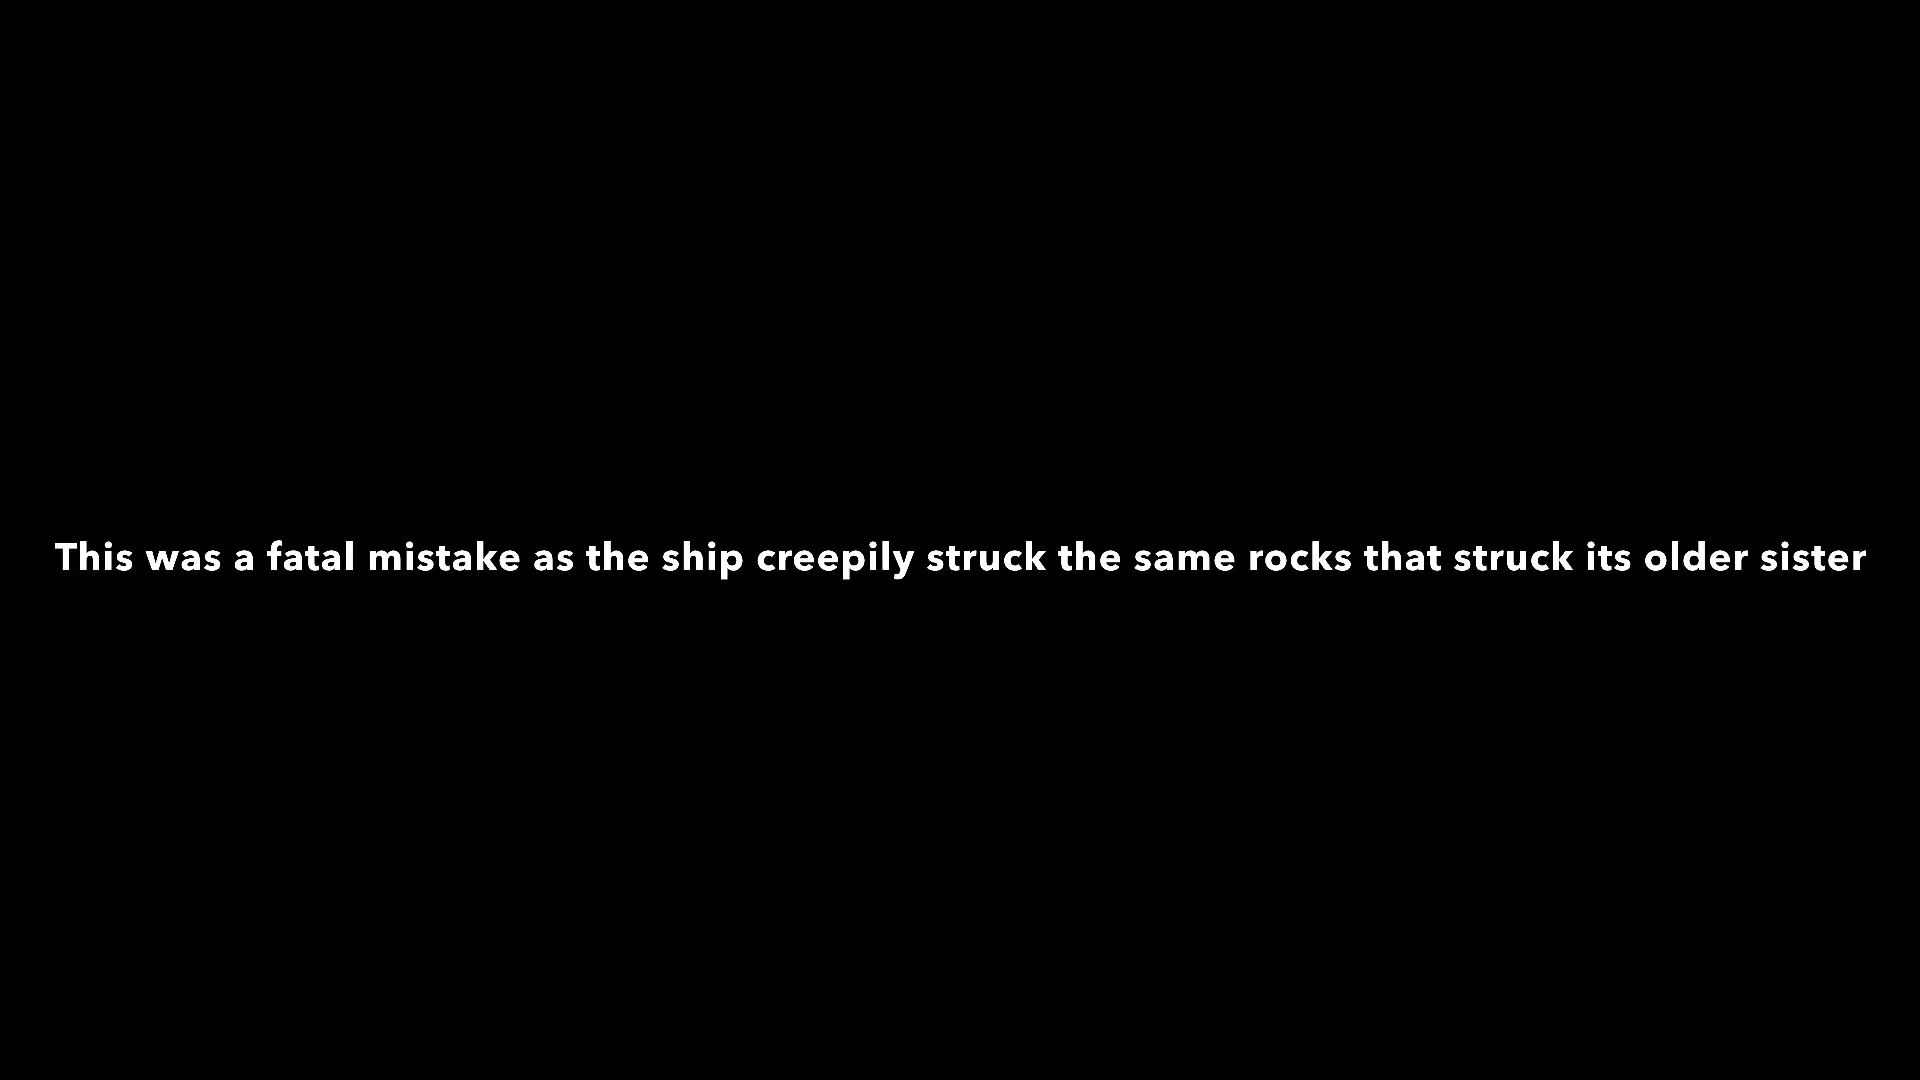 This was a fatal mistake as the ship creepily struck the same rocks that struck its older sister